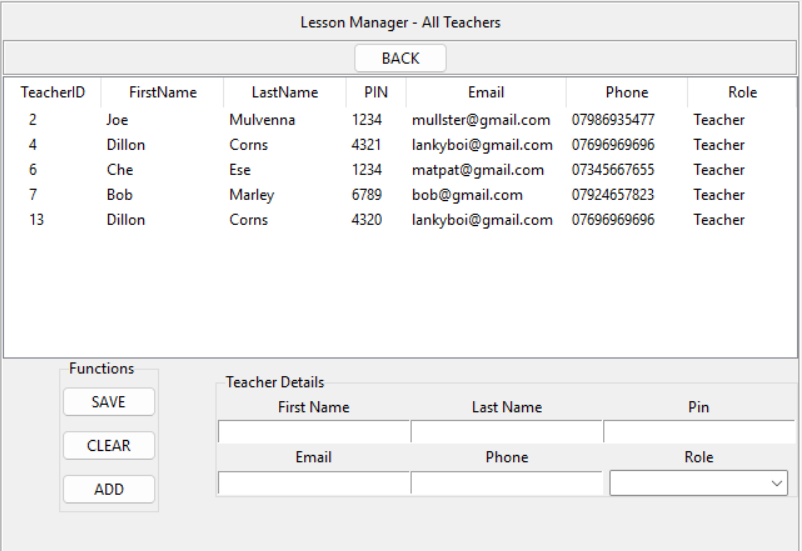 Lesson Manager - All Teachers
BACK
TeacherID FirstName LastName PIN Email Phone Role
2 Joe Mulvenna 1234 mullster@gmail.com 07986935477 Teacher
4 Dillon Corns 4321 lankyboi@gmail.com 07696969696 Teacher
6 Che Ese 1234 matpat@gmail.com 07345667655 Teacher
7 Bob Marley 6789 bob@gmail.com 07924657823 Teacher
13 Dillon Corns 4320 lankyboi@gmail.com 07696969696 Teacher
Functions
SAVE
CLEAR
ADD
Teacher Details
First Name Last Name Pin
Email Phone Role